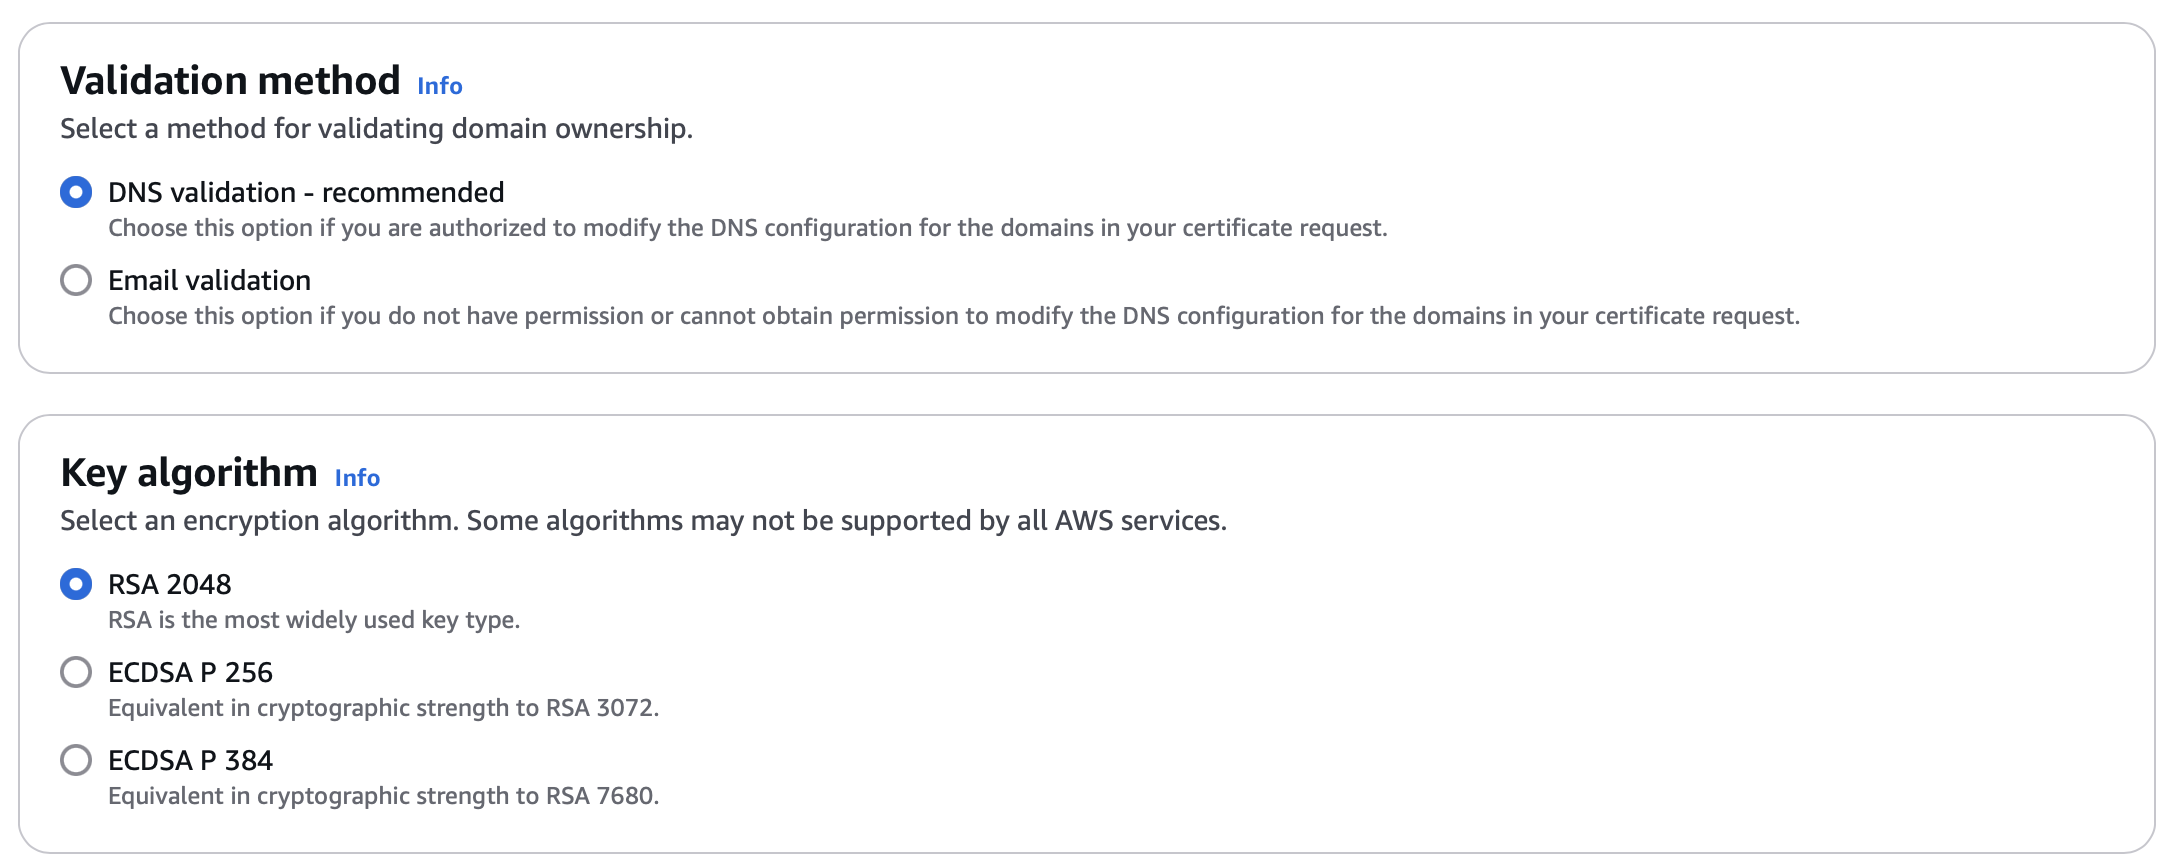 Validation method Info
Select a method for validating domain ownership.
DNS validation - recommended
Choose this option if you are authorized to modify the DNS configuration for the domains in your certificate request.
Email validation
Choose this option if you do not have permission or cannot obtain permission to modify the DNS configuration for the domains in your certificate request.
Key algorithm Info
Select an encryption algorithm. Some algorithms may not be supported by all AWS services.
RSA 2048
RSA is the most widely used key type.
ECDSA P 256
Equivalent in cryptographic strength to RSA 3072.
ECDSA P 384
Equivalent in cryptographic strength to RSA 7680.